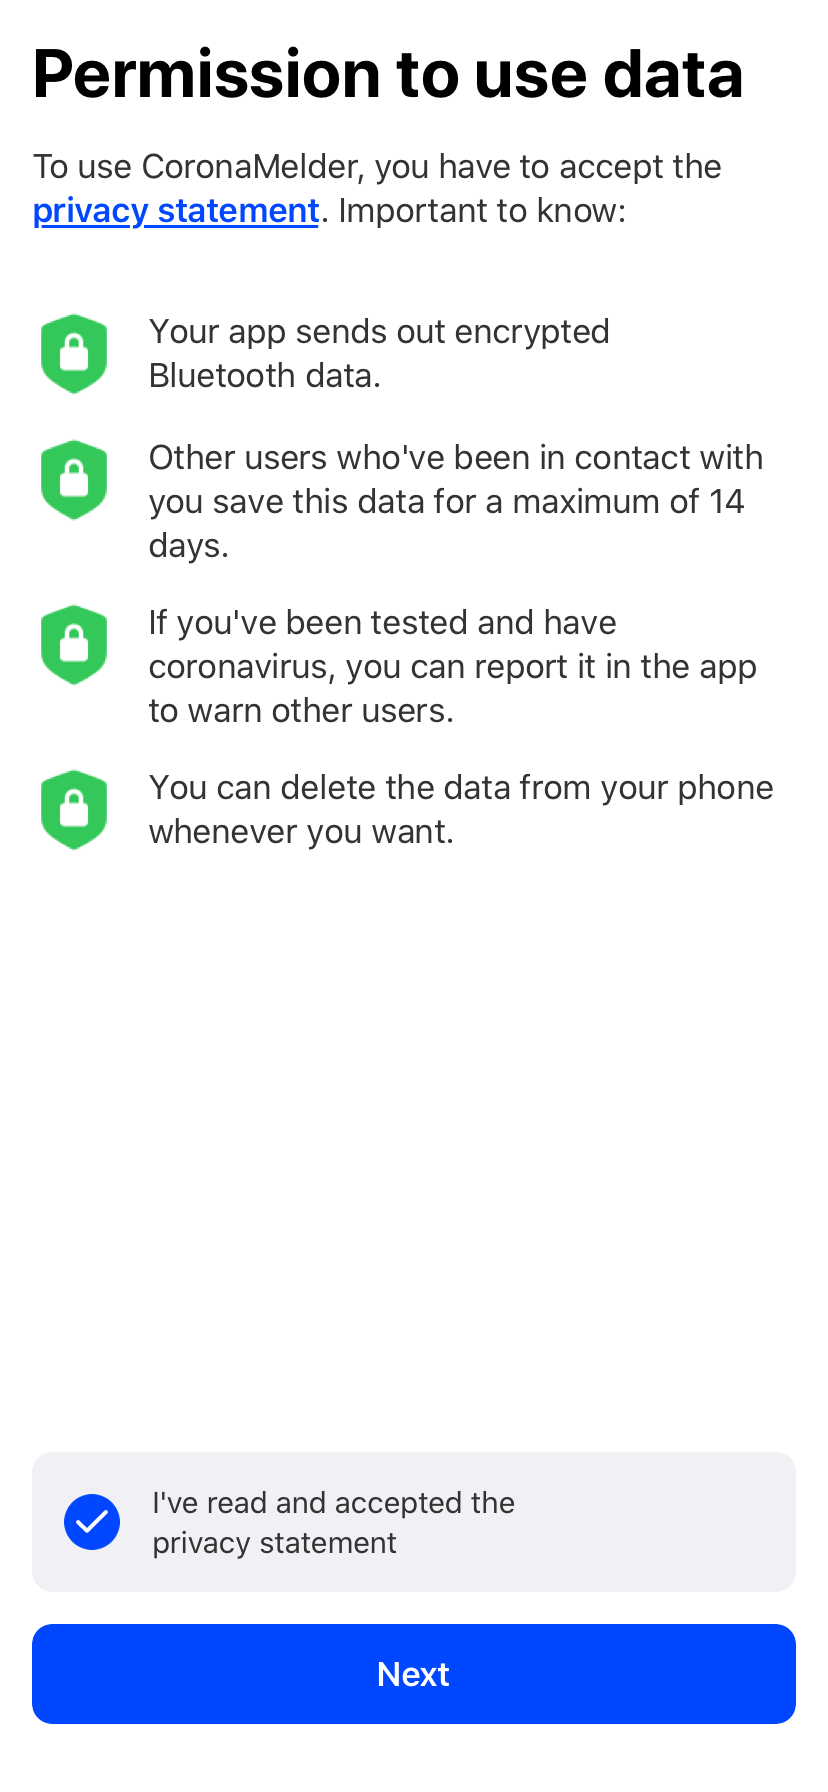 Permission to use data
To use CoronaMelder, you have to accept the
privacy statement. Important to know:
Your app sends out encrypted
Bluetooth data.
Other users who've been in contact with
you save this data for a maximum of 14
days.
If you've been tested and have
coronavirus, you can report it in the app
to warn other users.
You can delete the data from your phone
whenever you want.
I've read and accepted the
privacy statement
Next